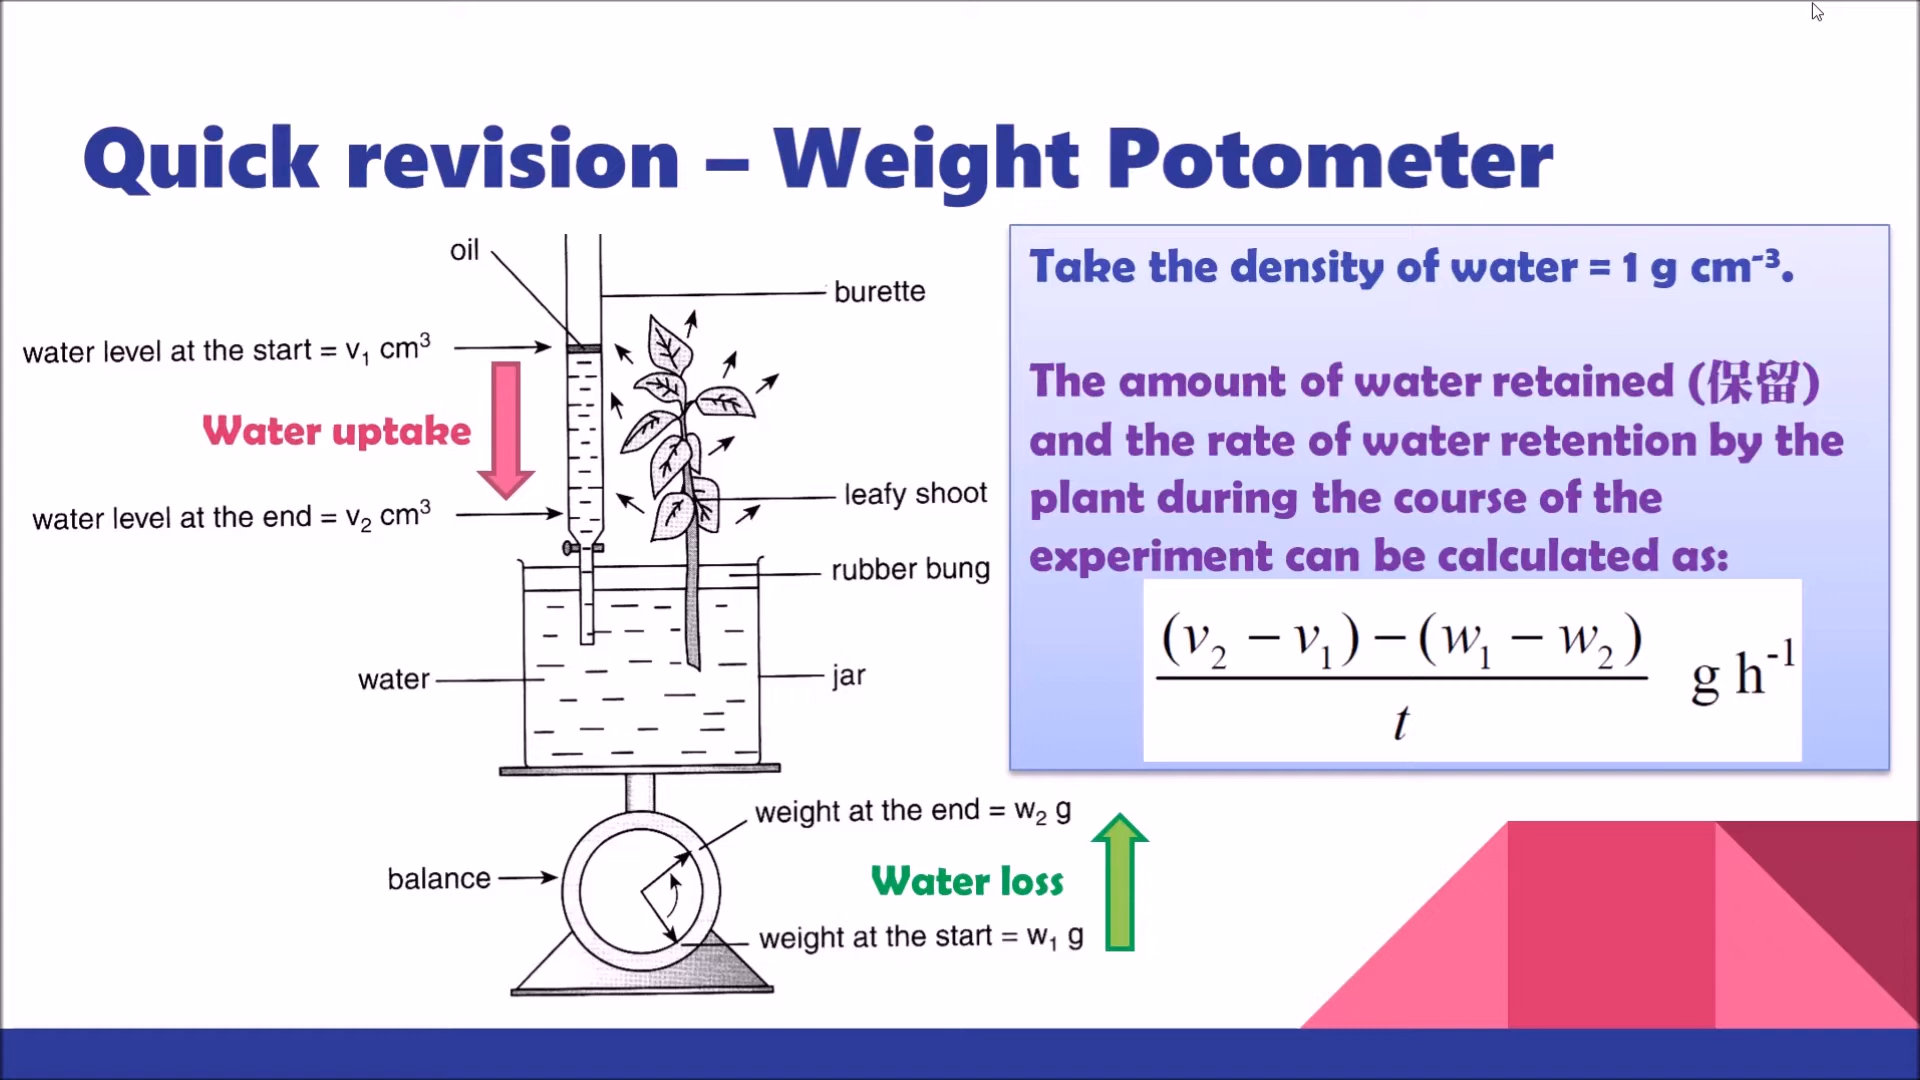 Quick revision – Weight Potometer
oil
burette
water level at the start = v₁ cm³
Water uptake
water level at the end = v₂ cm³
leafy shoot
rubber bung
water
jar
weight at the end = w₂ g
balance
Water loss
weight at the start = w₁ g
Take the density of water = 1 g cm⁻³.
The amount of water retained (保留)
and the rate of water retention by the
plant during the course of the
experiment can be calculated as:
(v₂ − v₁) − (w₁ − w₂)
t
g h⁻¹